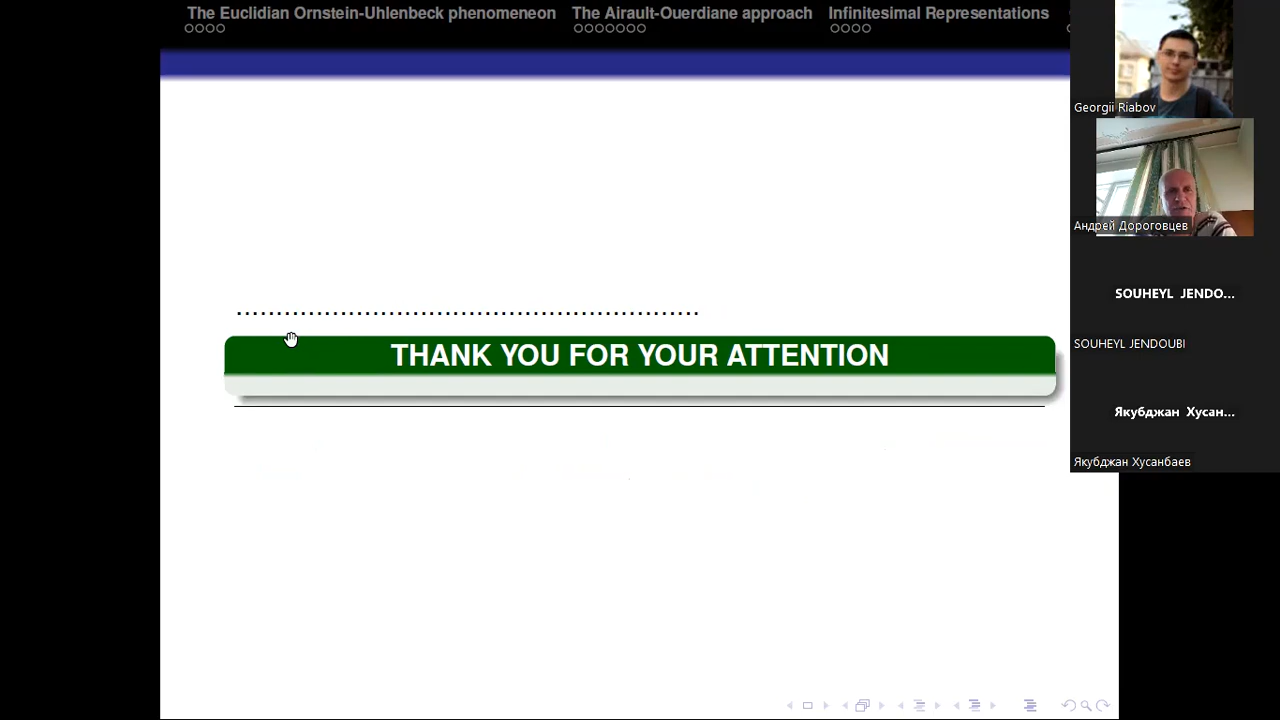 The Euclidian Ornstein-Uhlenbeck phenomeneon The Airault-Ouerdiane approach Infinitesimal Representations
Georgii Riabov
Андрей Дороговцев
SOUHEYL JENDO...
......................................................
THANK YOU FOR YOUR ATTENTION
SOUHEYL JENDOUBI
Якубджан Хусан...
Якубджан Хусанбаев